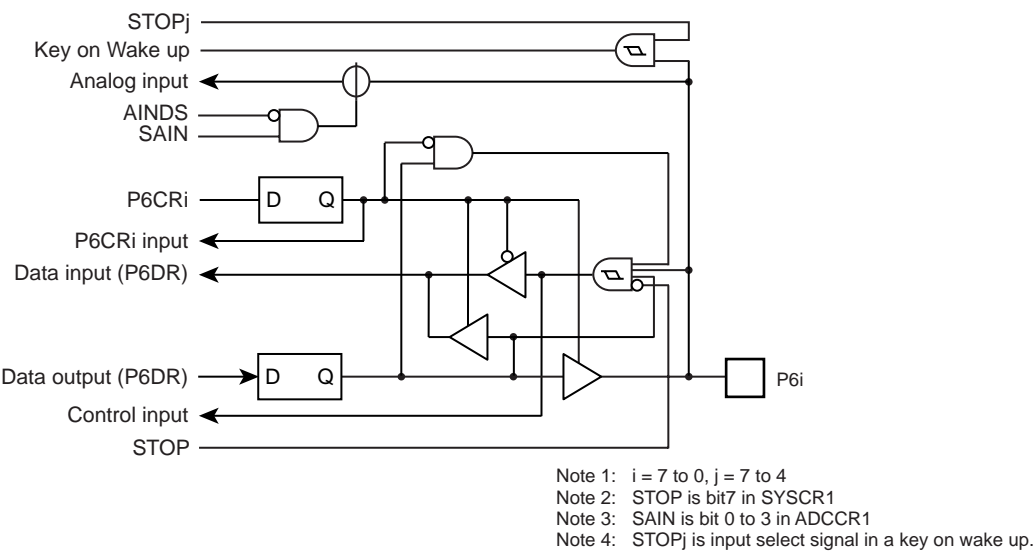 STOPj
Key on Wake up
Analog input
AINDS
SAIN
P6CRi
D Q
P6CRi input
Data input (P6DR)
Data output (P6DR)
D Q
P6i
Control input
STOP
Note 1: i = 7 to 0, j = 7 to 4
Note 2: STOP is bit7 in SYSCR1
Note 3: SAIN is bit 0 to 3 in ADCCR1
Note 4: STOPj is input select signal in a key on wake up.